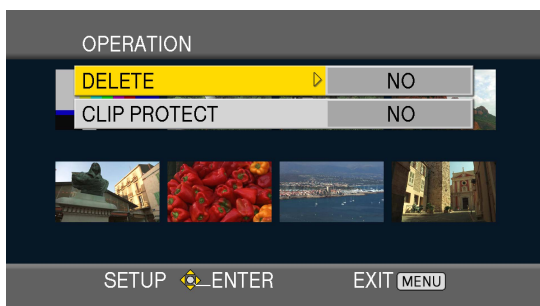 OPERATION
DELETE NO
CLIP PROTECT NO
SETUP ENTER EXIT MENU